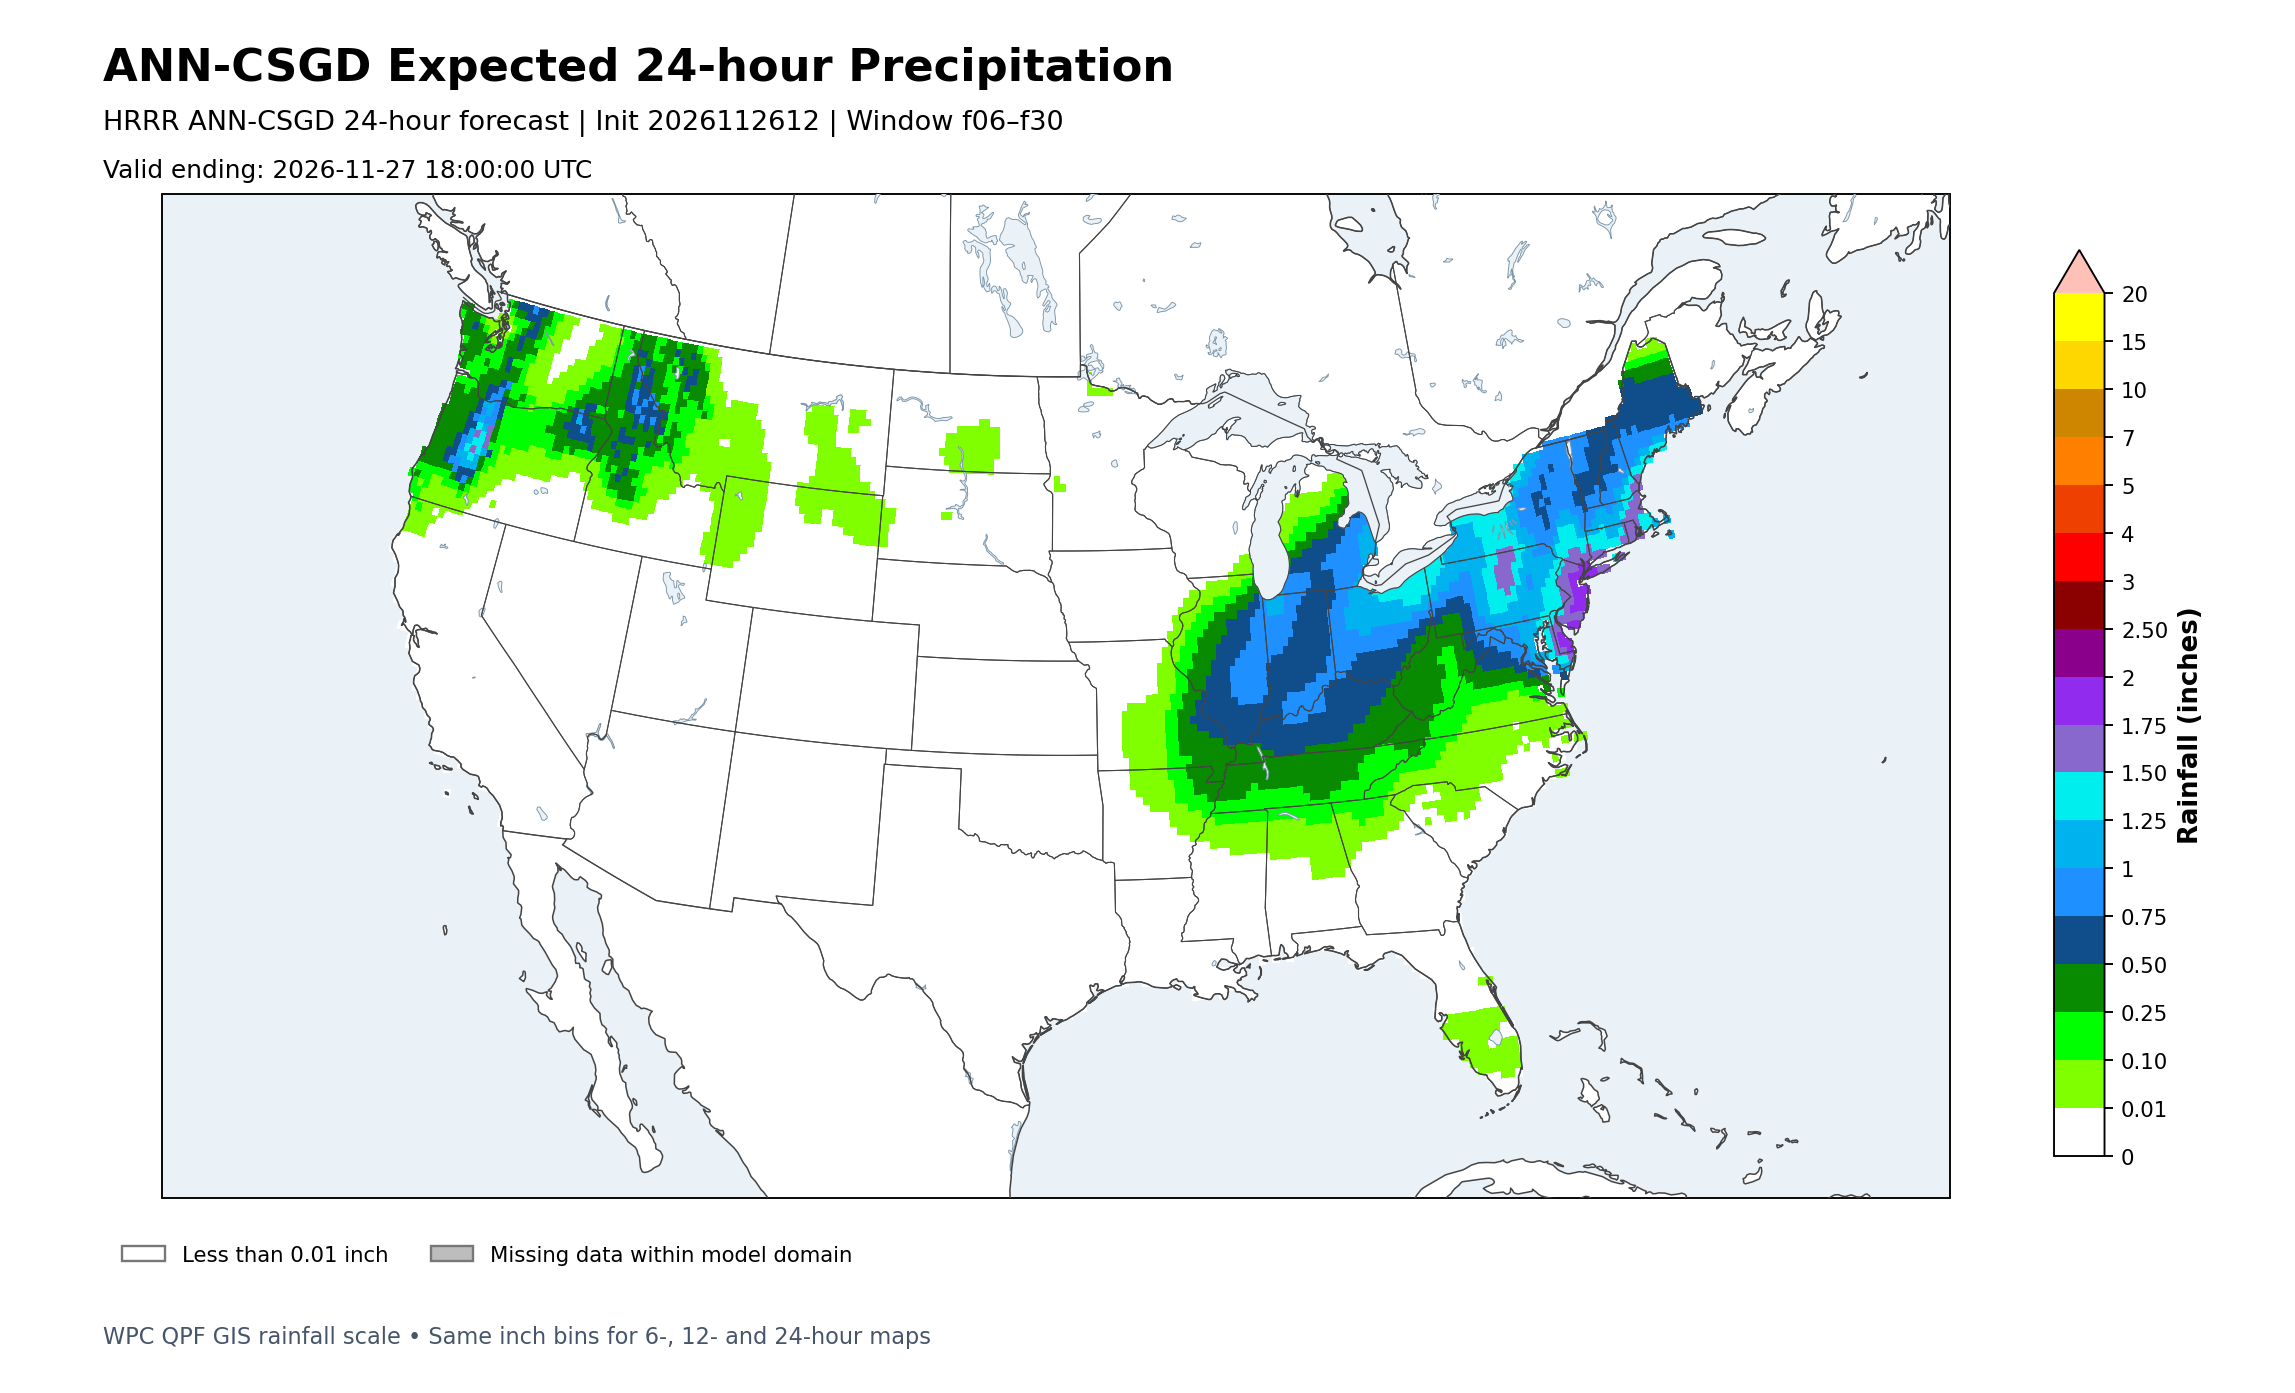 ANN-CSGD Expected 24-hour Precipitation
HRRR ANN-CSGD 24-hour forecast | Init 2026112612 | Window f06–f30
Valid ending: 2026-11-27 18:00:00 UTC
20
15
10
7
5
4
3
2.50
2
1.75
1.50
1.25
1
0.75
0.50
0.25
0.10
0.01
0
Rainfall (inches)
Less than 0.01 inch
Missing data within model domain
WPC QPF GIS rainfall scale • Same inch bins for 6-, 12- and 24-hour maps